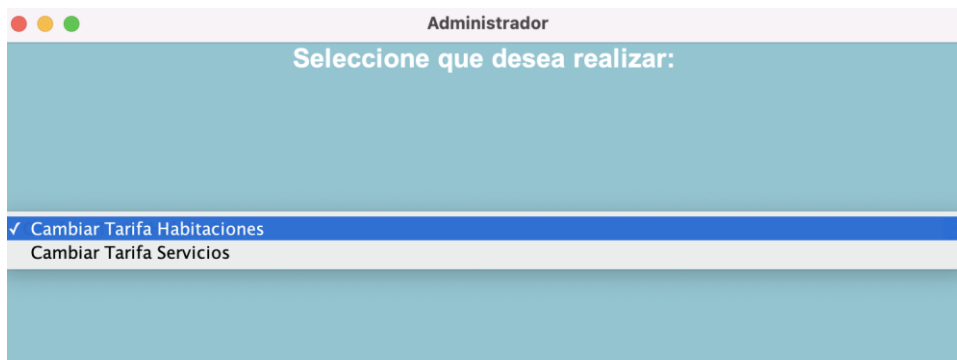 Administrador
Seleccione que desea realizar:
✓ Cambiar Tarifa Habitaciones
Cambiar Tarifa Servicios